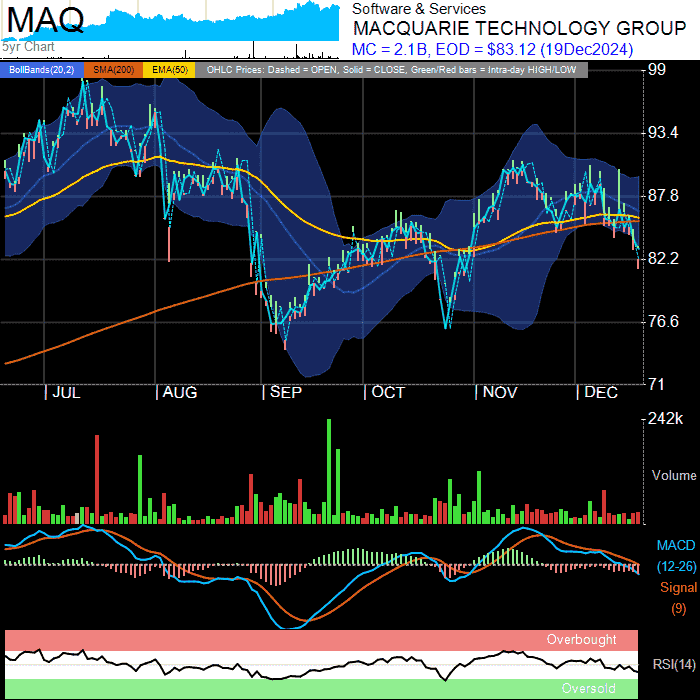 MAQ
5yr Chart
Software & Services
MACQUARIE TECHNOLOGY GROUP
MC = 2.1B, EOD = $83.12 (19Dec2024)
BollBands(20,2) SMA(200) EMA(50) OHLC Prices: Dashed = OPEN, Solid = CLOSE, Green/Red bars = Intra-day HIGH/LOW
99
93.4
87.8
82.2
76.6
71
| JUL | AUG | SEP | OCT | NOV | DEC
242k
Volume
MACD
(12-26)
Signal
(9)
Overbought
RSI(14)
Oversold